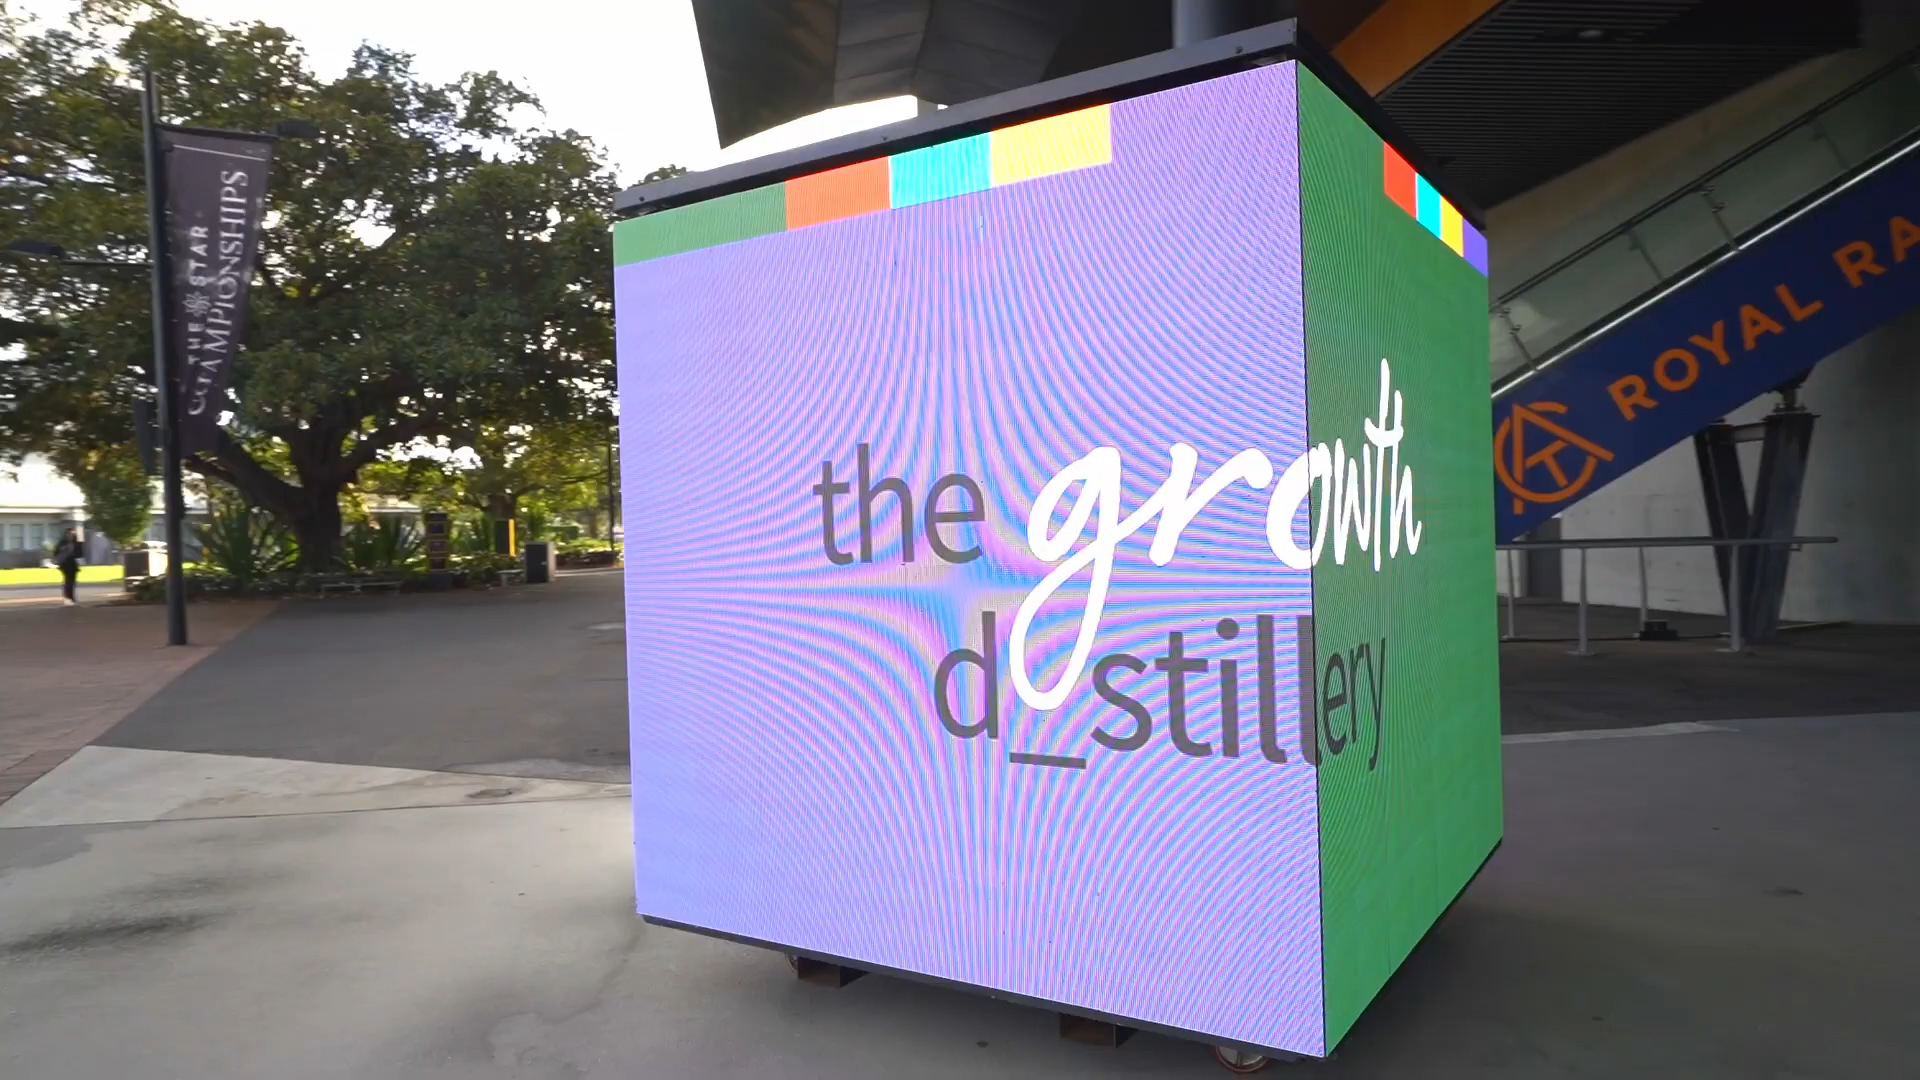 THE STAR
CHAMPIONSHIPS
the growth
d_stillery
ROYAL RA